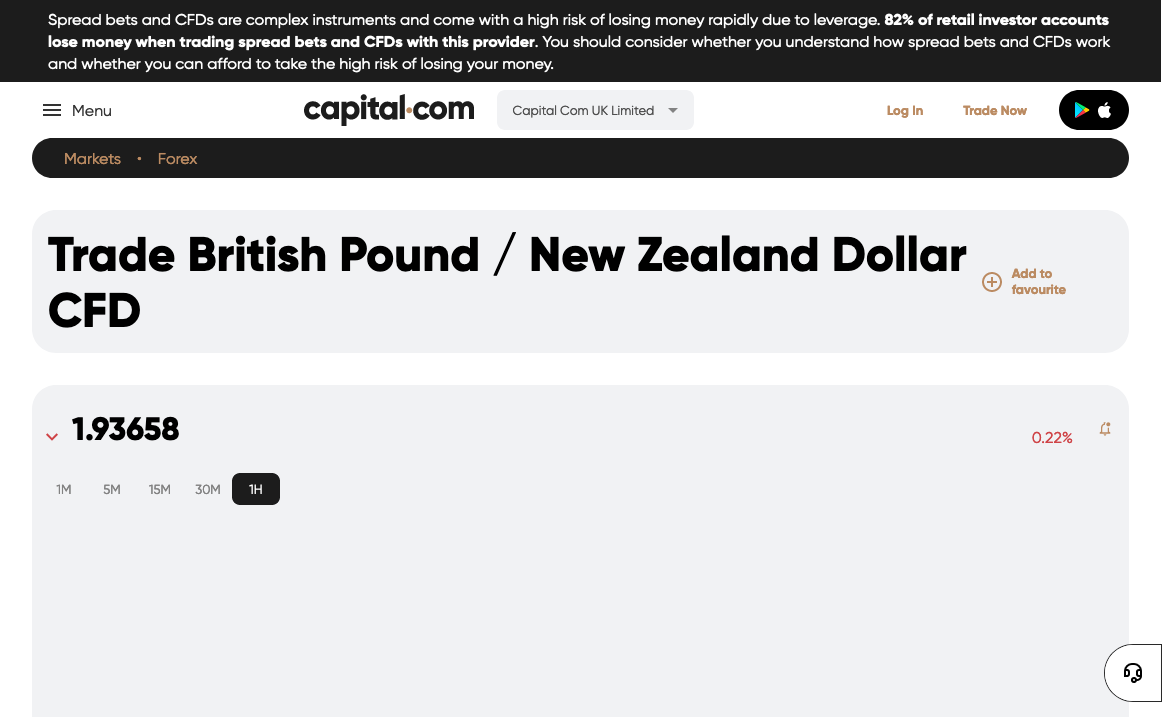 Spread bets and CFDs are complex instruments and come with a high risk of losing money rapidly due to leverage. 82% of retail investor accounts
lose money when trading spread bets and CFDs with this provider. You should consider whether you understand how spread bets and CFDs work
and whether you can afford to take the high risk of losing your money.
Menu
capital.com
Capital Com UK Limited
Log In
Trade Now
Markets • Forex
Trade British Pound / New Zealand Dollar
CFD
Add to
favourite
1.93658
0.22%
1M 5M 15M 30M 1H